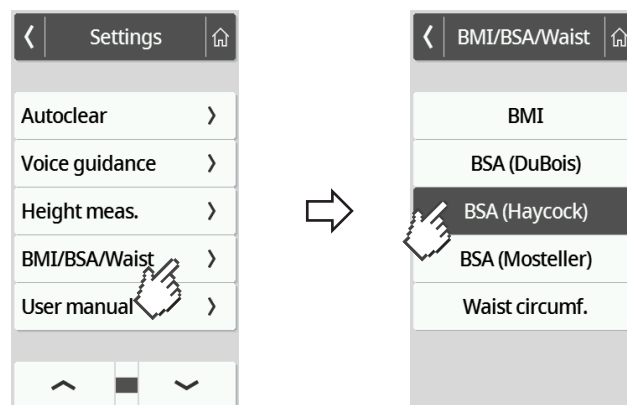 Settings
Autoclear
Voice guidance
Height meas.
BMI/BSA/Waist
User manual
BMI/BSA/Waist
BMI
BSA (DuBois)
BSA (Haycock)
BSA (Mosteller)
Waist circumf.